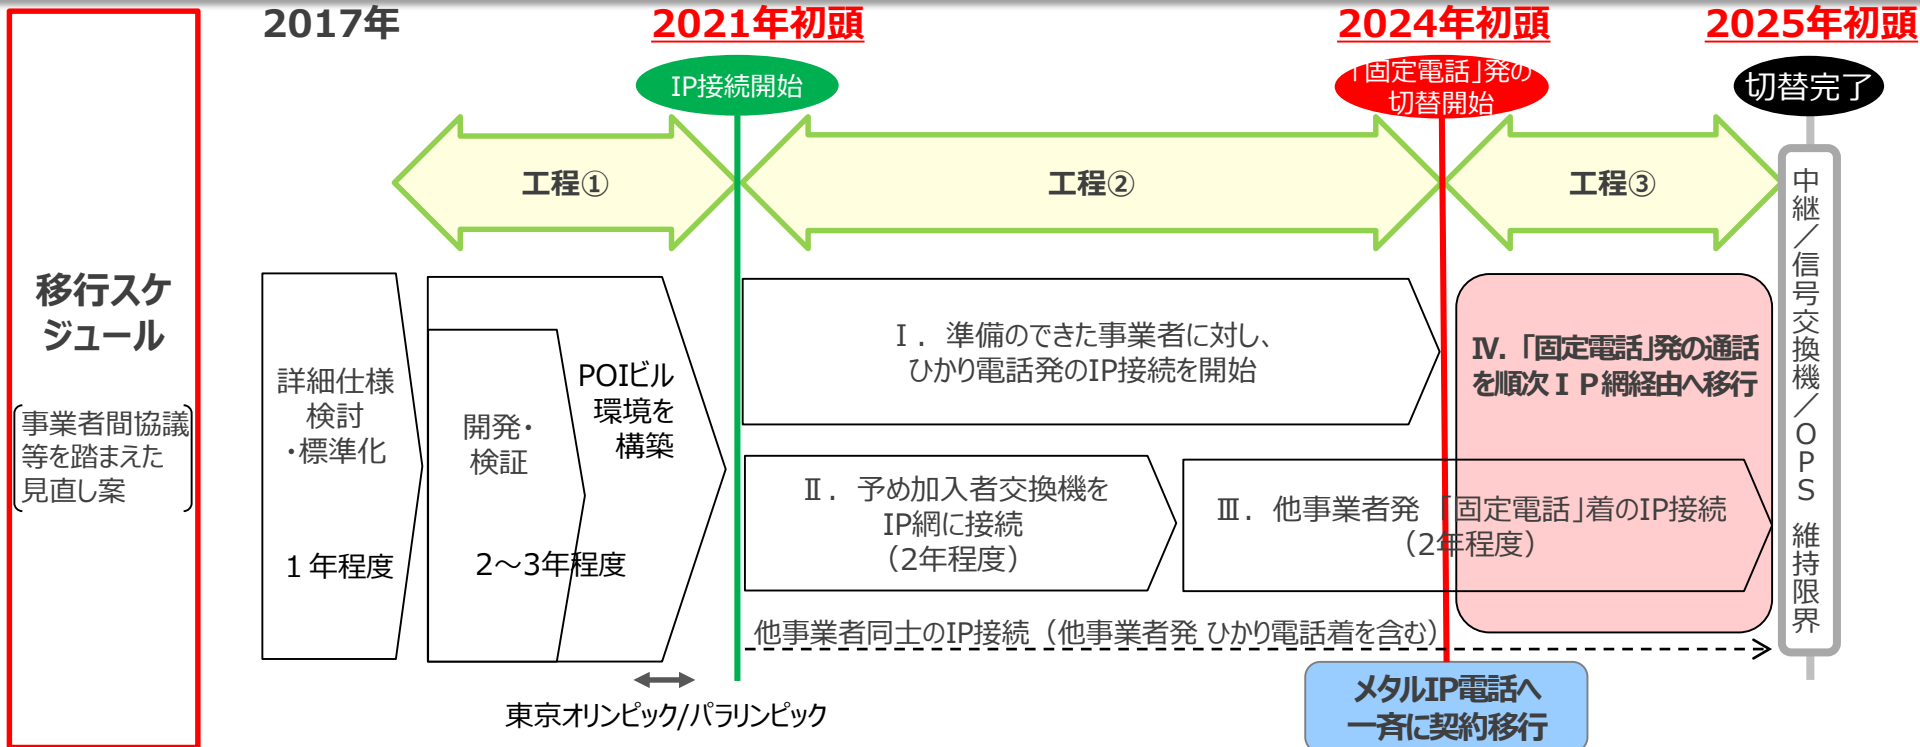 2017年
2021年初頭
2024年初頭
2025年初頭
IP接続開始
「固定電話」発の
切替開始
切替完了
工程①
工程②
工程③
移行スケ
ジュール
事業者間協議
等を踏まえた
見直し案
詳細仕様
検討
・標準化
1年程度
開発・
検証
POIビル
環境を
構築
2～3年程度
Ⅰ．準備のできた事業者に対し、
ひかり電話発のIP接続を開始
Ⅱ．予め加入者交換機を
IP網に接続
（2年程度）
Ⅲ．他事業者発「固定電話」着のIP接続
（2年程度）
Ⅳ.「固定電話」発の通話
を順次ＩＰ網経由へ移行
中継／信号交換機／OPS 維持限界
他事業者同士のIP接続（他事業者発 ひかり電話着を含む）
東京オリンピック/パラリンピック
メタルIP電話へ
一斉に契約移行